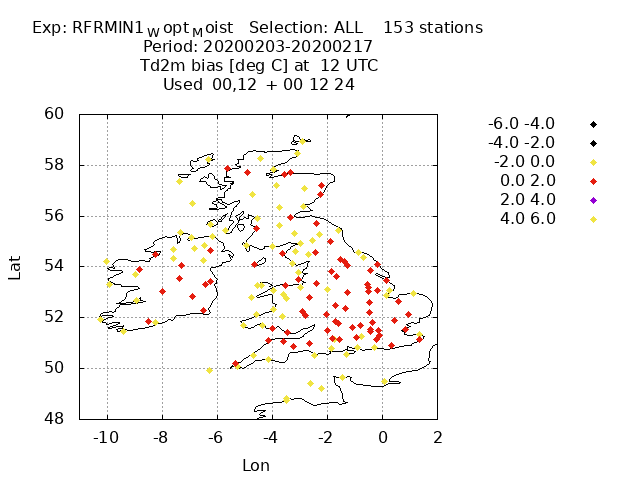 Exp: RFRMIN1WoptMoist Selection: ALL 153 stations
Period: 20200203-20200217
Td2m bias [deg C] at 12 UTC
Used 00,12 + 00 12 24
60
58
56
54
52
50
48
-10 -8 -6 -4 -2 0 2
Lat
Lon
-6.0 -4.0
-4.0 -2.0
-2.0 0.0
0.0 2.0
2.0 4.0
4.0 6.0